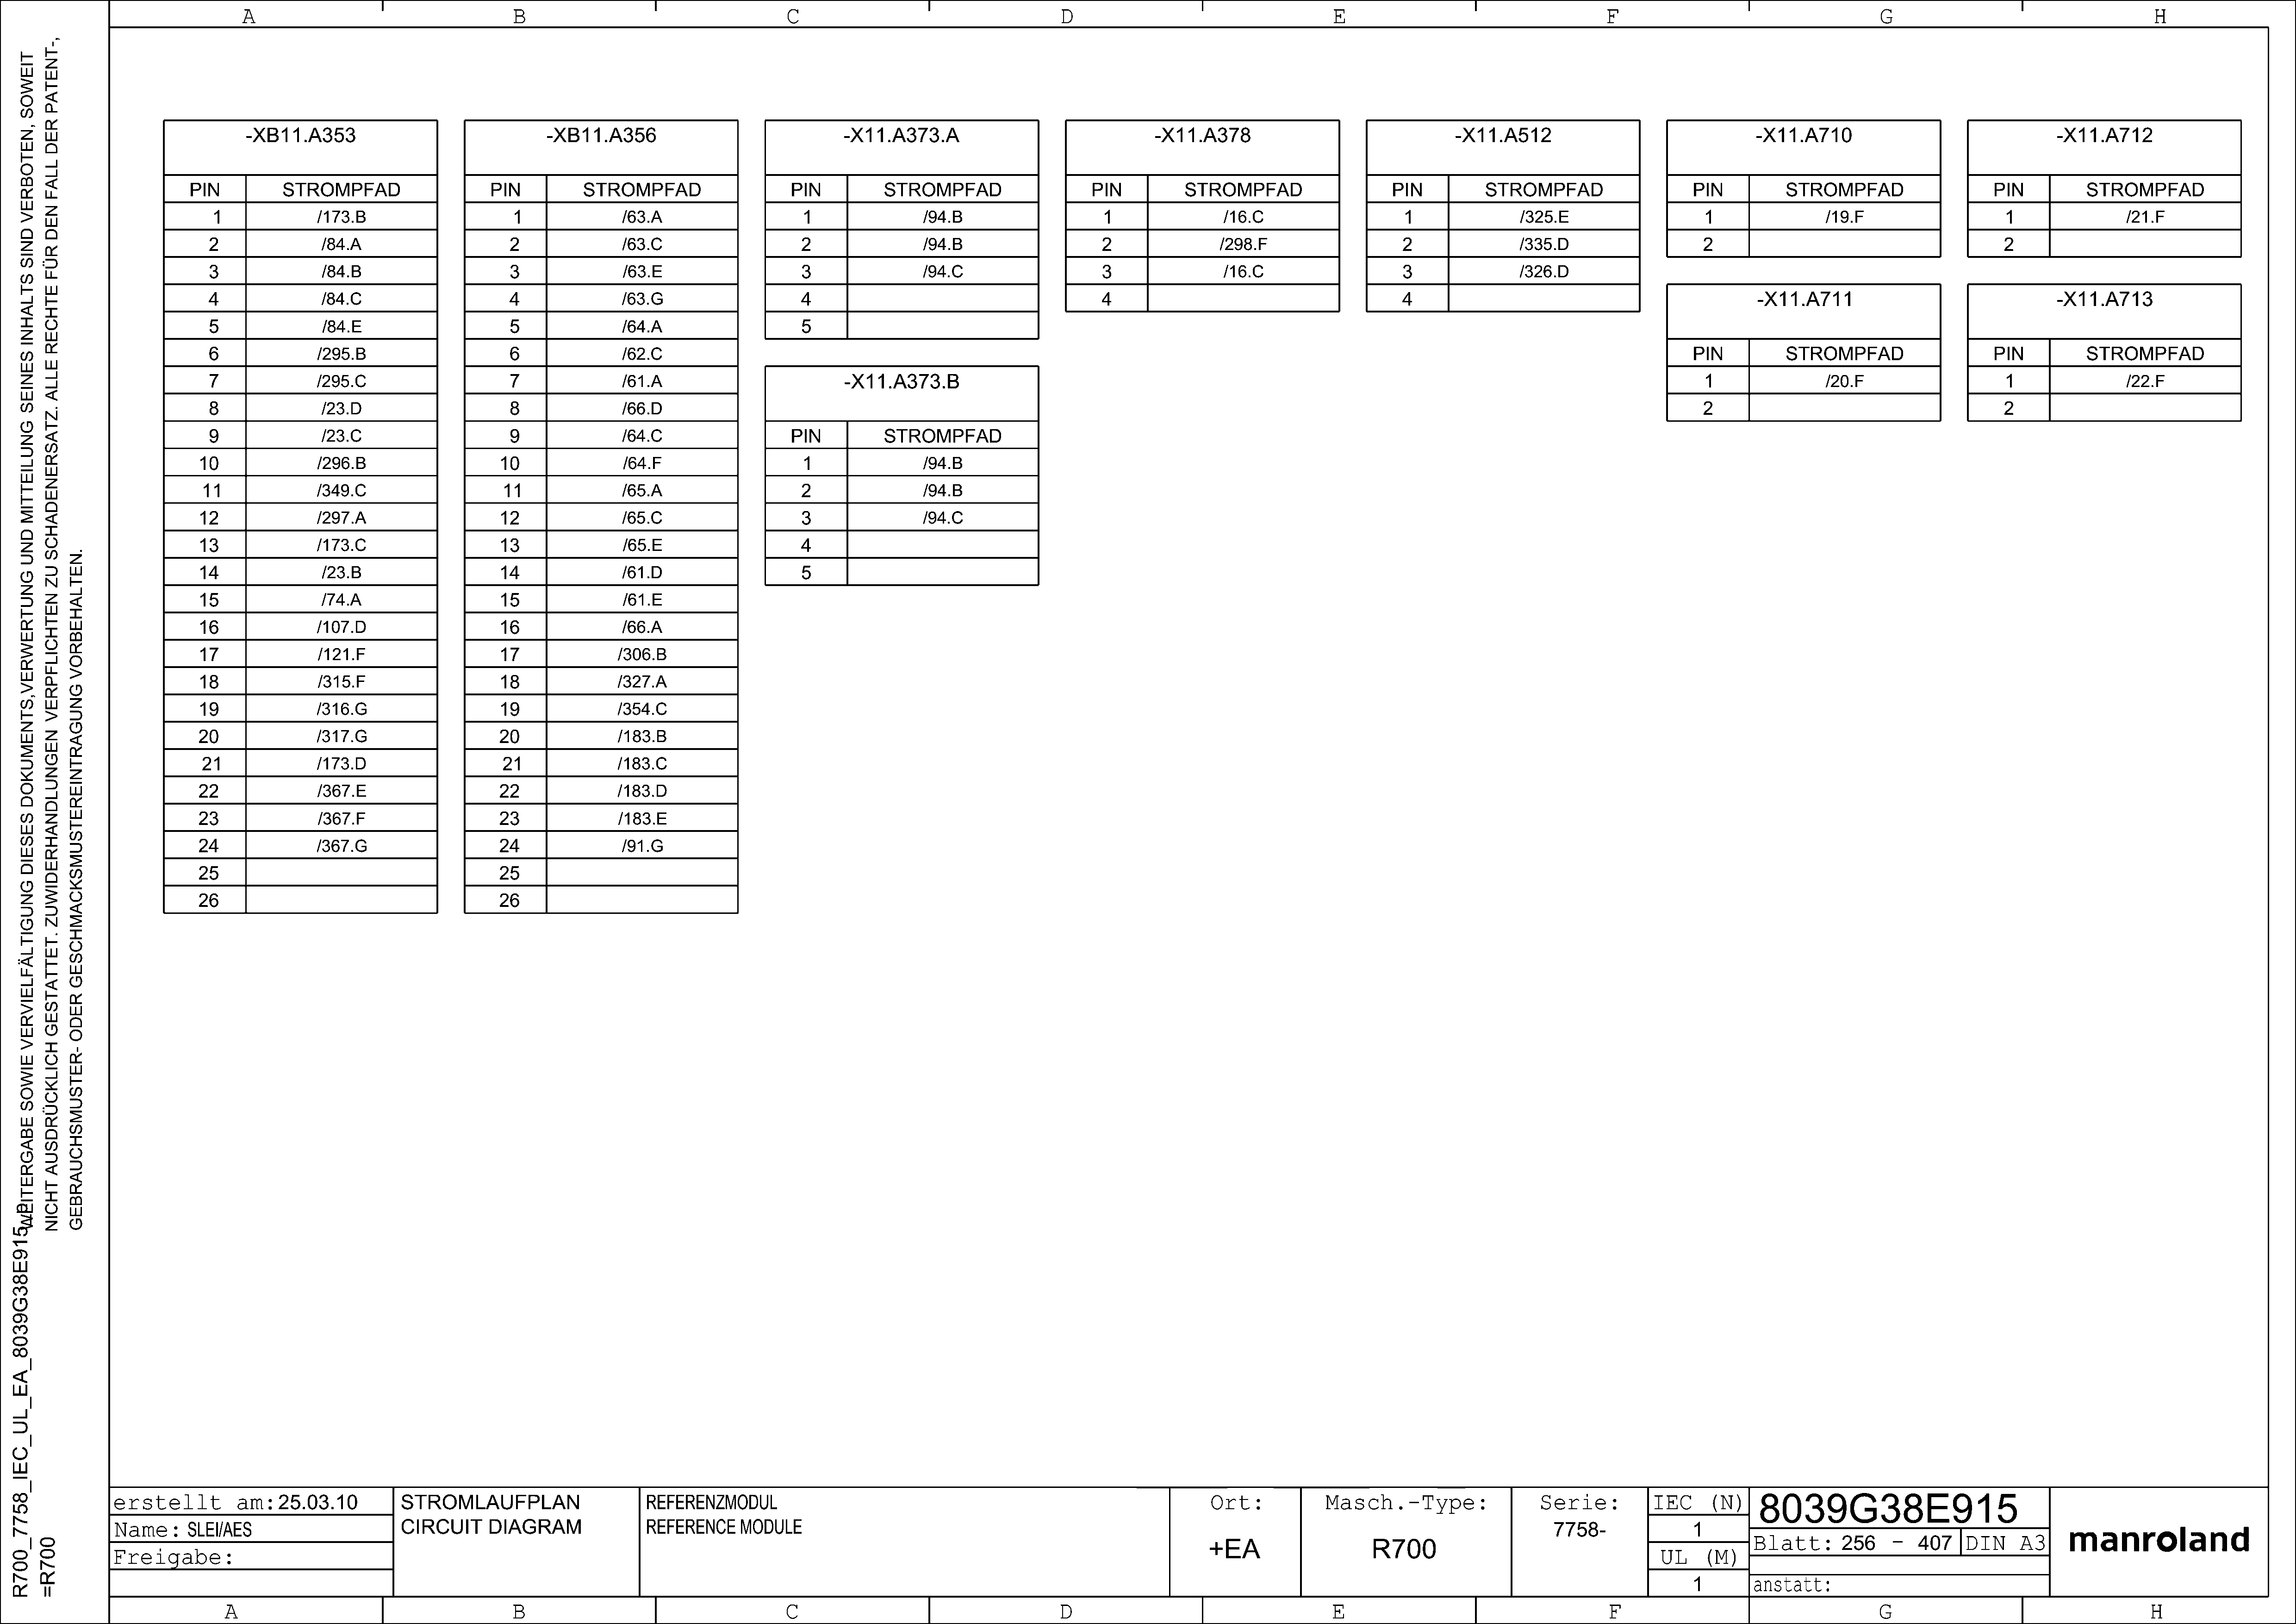 A B C D E F G H
-XB11.A353
PIN STROMPFAD
1 /173.B
2 /84.A
3 /84.B
4 /84.C
5 /84.E
6 /295.B
7 /295.C
8 /23.D
9 /23.C
10 /296.B
11 /349.C
12 /297.A
13 /173.C
14 /23.B
15 /74.A
16 /107.D
17 /121.F
18 /315.F
19 /316.G
20 /317.G
21 /173.D
22 /367.E
23 /367.F
24 /367.G
25
26
-XB11.A356
PIN STROMPFAD
1 /63.A
2 /63.C
3 /63.E
4 /63.G
5 /64.A
6 /62.C
7 /61.A
8 /66.D
9 /64.C
10 /64.F
11 /65.A
12 /65.C
13 /65.E
14 /61.D
15 /61.E
16 /66.A
17 /306.B
18 /327.A
19 /354.C
20 /183.B
21 /183.C
22 /183.D
23 /183.E
24 /91.G
25
26
-X11.A373.A
PIN STROMPFAD
1 /94.B
2 /94.B
3 /94.C
4
5
-X11.A373.B
PIN STROMPFAD
1 /94.B
2 /94.B
3 /94.C
4
5
-X11.A378
PIN STROMPFAD
1 /16.C
2 /298.F
3 /16.C
4
-X11.A512
PIN STROMPFAD
1 /325.E
2 /335.D
3 /326.D
4
-X11.A710
PIN STROMPFAD
1 /19.F
2
-X11.A711
PIN STROMPFAD
1 /20.F
2
-X11.A712
PIN STROMPFAD
1 /21.F
2
-X11.A713
PIN STROMPFAD
1 /22.F
2
WEITERGABE SOWIE VERVIELFÄLTIGUNG DIESES DOKUMENTS,VERWERTUNG UND MITTEILUNG SEINES INHALTS SIND VERBOTEN, SOWEIT
NICHT AUSDRÜCKLICH GESTATTET. ZUWIDERHANDLUNGEN VERPFLICHTEN ZU SCHADENERSATZ. ALLE RECHTE FÜR DEN FALL DER PATENT-,
GEBRAUCHSMUSTER- ODER GESCHMACKSMUSTEREINTRAGUNG VORBEHALTEN.
R700_7758_IEC_UL_EA_8039G38E915_D
=R700
erstellt am: 25.03.10
Name: SLEI/AES
Freigabe:
STROMLAUFPLAN
CIRCUIT DIAGRAM
REFERENZMODUL
REFERENCE MODULE
Ort:
+EA
Masch.-Type:
R700
Serie:
7758-
IEC (N)
1
UL (M)
1
8039G38E915
Blatt: 256 - 407 DIN A3
anstatt:
manroland
A B C D E F G H